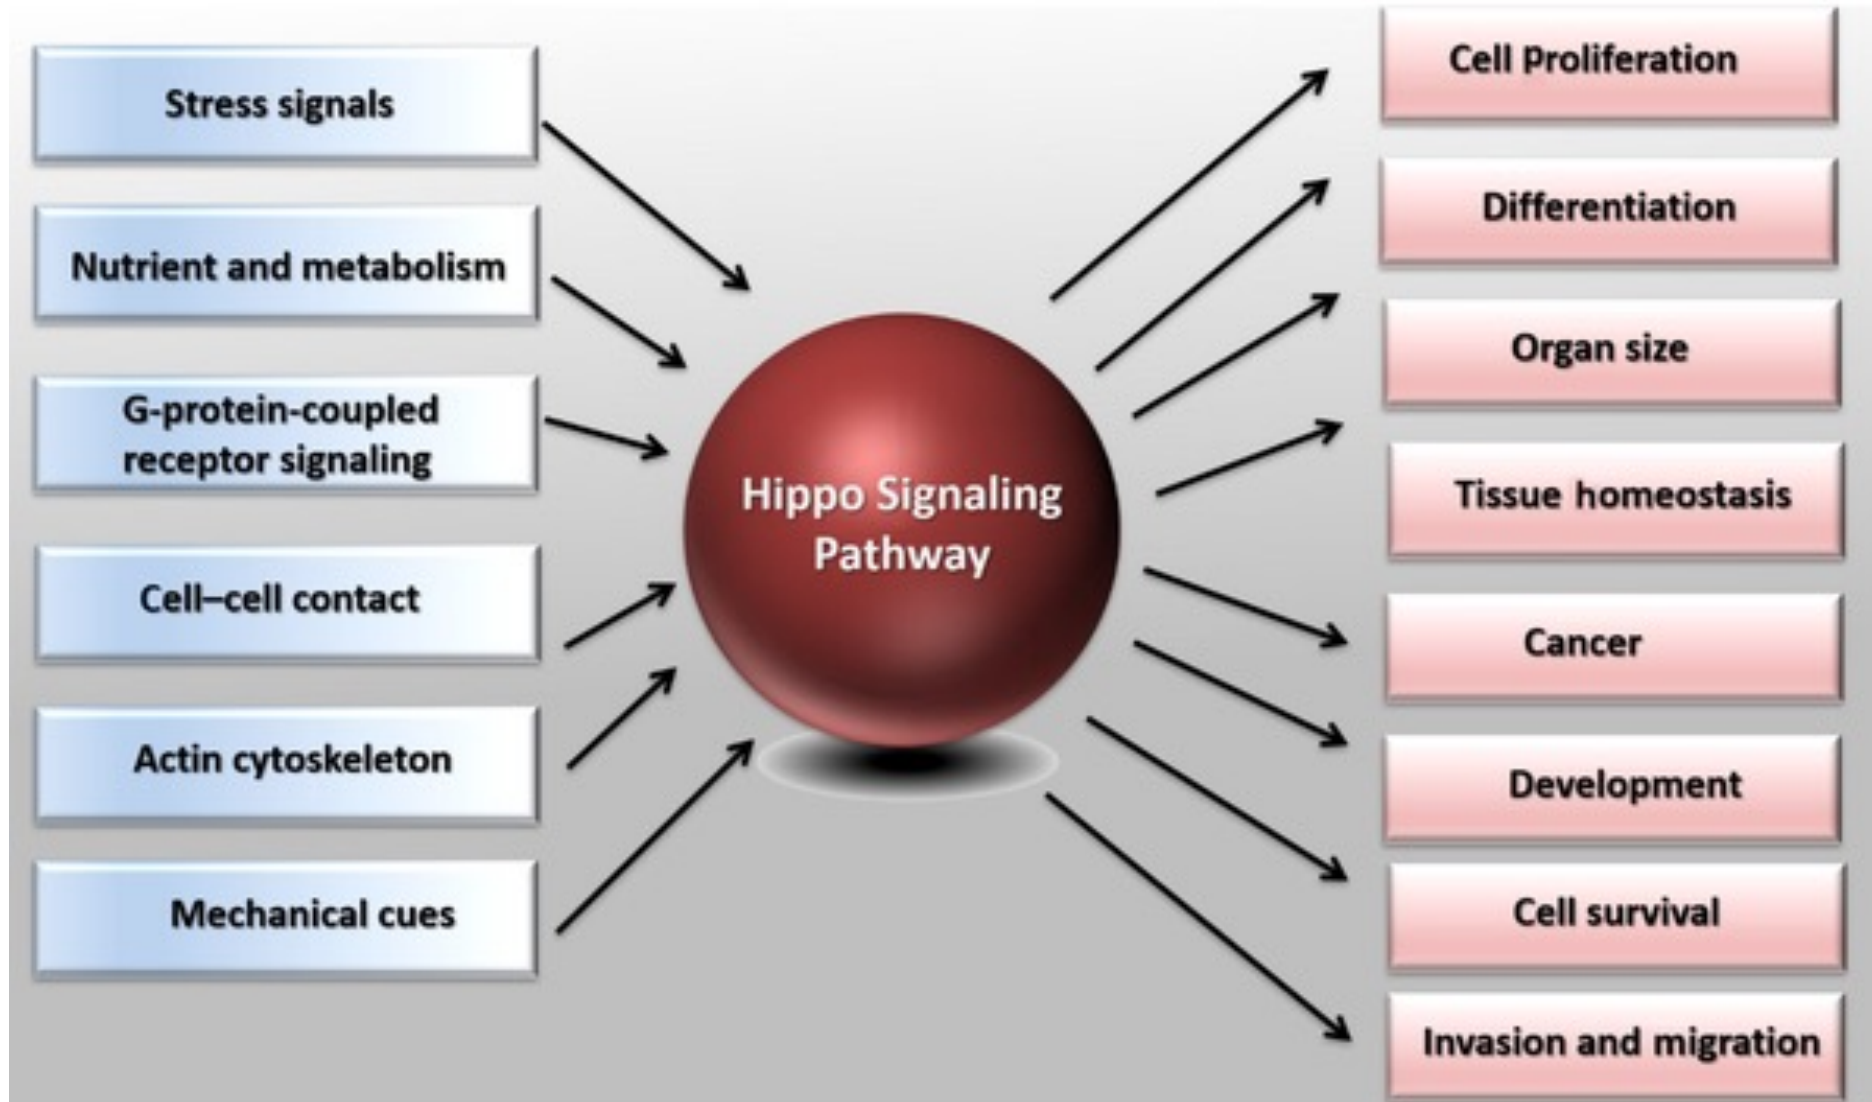 Stress signals
Nutrient and metabolism
G-protein-coupled
receptor signaling
Cell–cell contact
Actin cytoskeleton
Mechanical cues
Hippo Signaling
Pathway
Cell Proliferation
Differentiation
Organ size
Tissue homeostasis
Cancer
Development
Cell survival
Invasion and migration